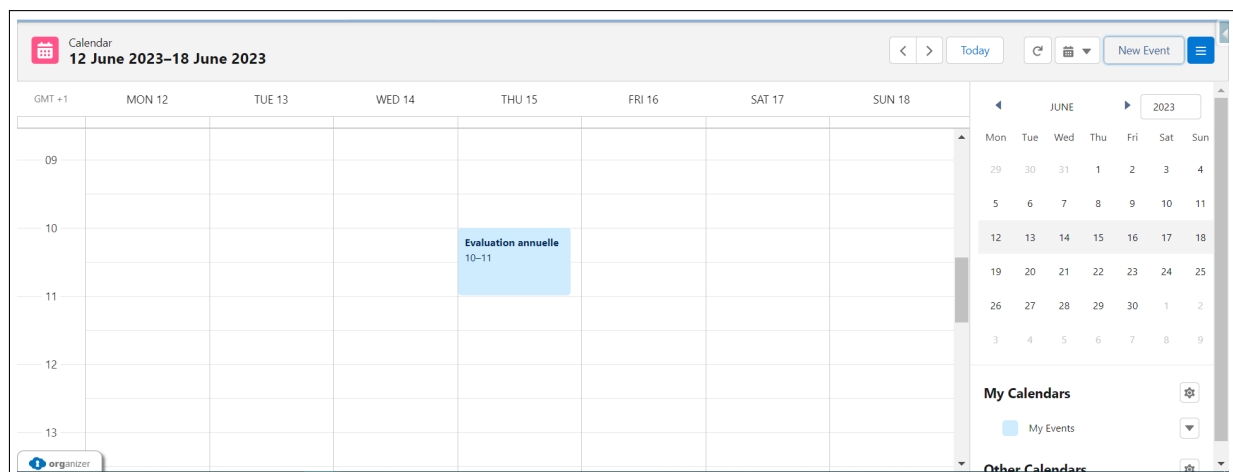 Calendar
12 June 2023–18 June 2023
Today
New Event
GMT +1 MON 12 TUE 13 WED 14 THU 15 FRI 16 SAT 17 SUN 18
09
10
Evaluation annuelle
10–11
11
12
13
organizer
JUNE 2023
Mon Tue Wed Thu Fri Sat Sun
29 30 31 1 2 3 4
5 6 7 8 9 10 11
12 13 14 15 16 17 18
19 20 21 22 23 24 25
26 27 28 29 30 1 2
3 4 5 6 7 8 9
My Calendars
My Events
Other Calendars